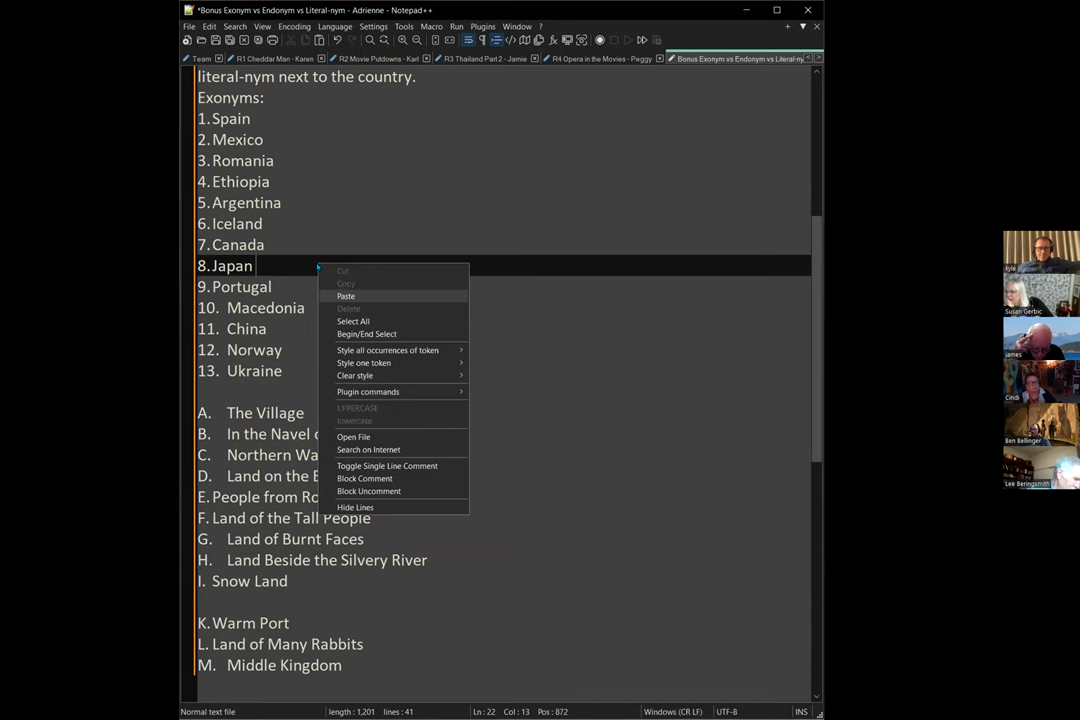 *Bonus Exonym vs Endonym vs Literal-nym - Adrienne - Notepad++
File Edit Search View Encoding Language Settings Tools Macro Run Plugins Window ?
Team R1 Cheddar Man - Karen R2 Movie Putdowns - Karl R3 Thailand Part 2 - Jamie R4 Opera in the Movies - Peggy Bonus Exonym vs Endonym vs Literal-ny
literal-nym next to the country.
Exonyms:
1. Spain
2. Mexico
3. Romania
4. Ethiopia
5. Argentina
6. Iceland
7. Canada
8. Japan
9. Portugal
10. Macedonia
11. China
12. Norway
13. Ukraine
Cut
Copy
Paste
Delete
Select All
Begin/End Select
Style all occurrences of token
Style one token
Clear style
Plugin commands
UPPERCASE
lowercase
Open File
Search on Internet
Toggle Single Line Comment
Block Comment
Block Uncomment
Hide Lines
A. The Village
B. In the Navel
C. Northern
D. Land on the
E. People from
F. Land of the Tall People
G. Land of Burnt Faces
H. Land Beside the Silvery River
I. Snow Land
K. Warm Port
L. Land of Many Rabbits
M. Middle Kingdom
Normal text file length : 1,201 lines : 41 Ln : 22 Col : 13 Pos : 872 Windows (CR LF) UTF-8 INS
kyle
Susan Gerbic
james
Cindi
Ben Bellinger
Lee Beringsmith